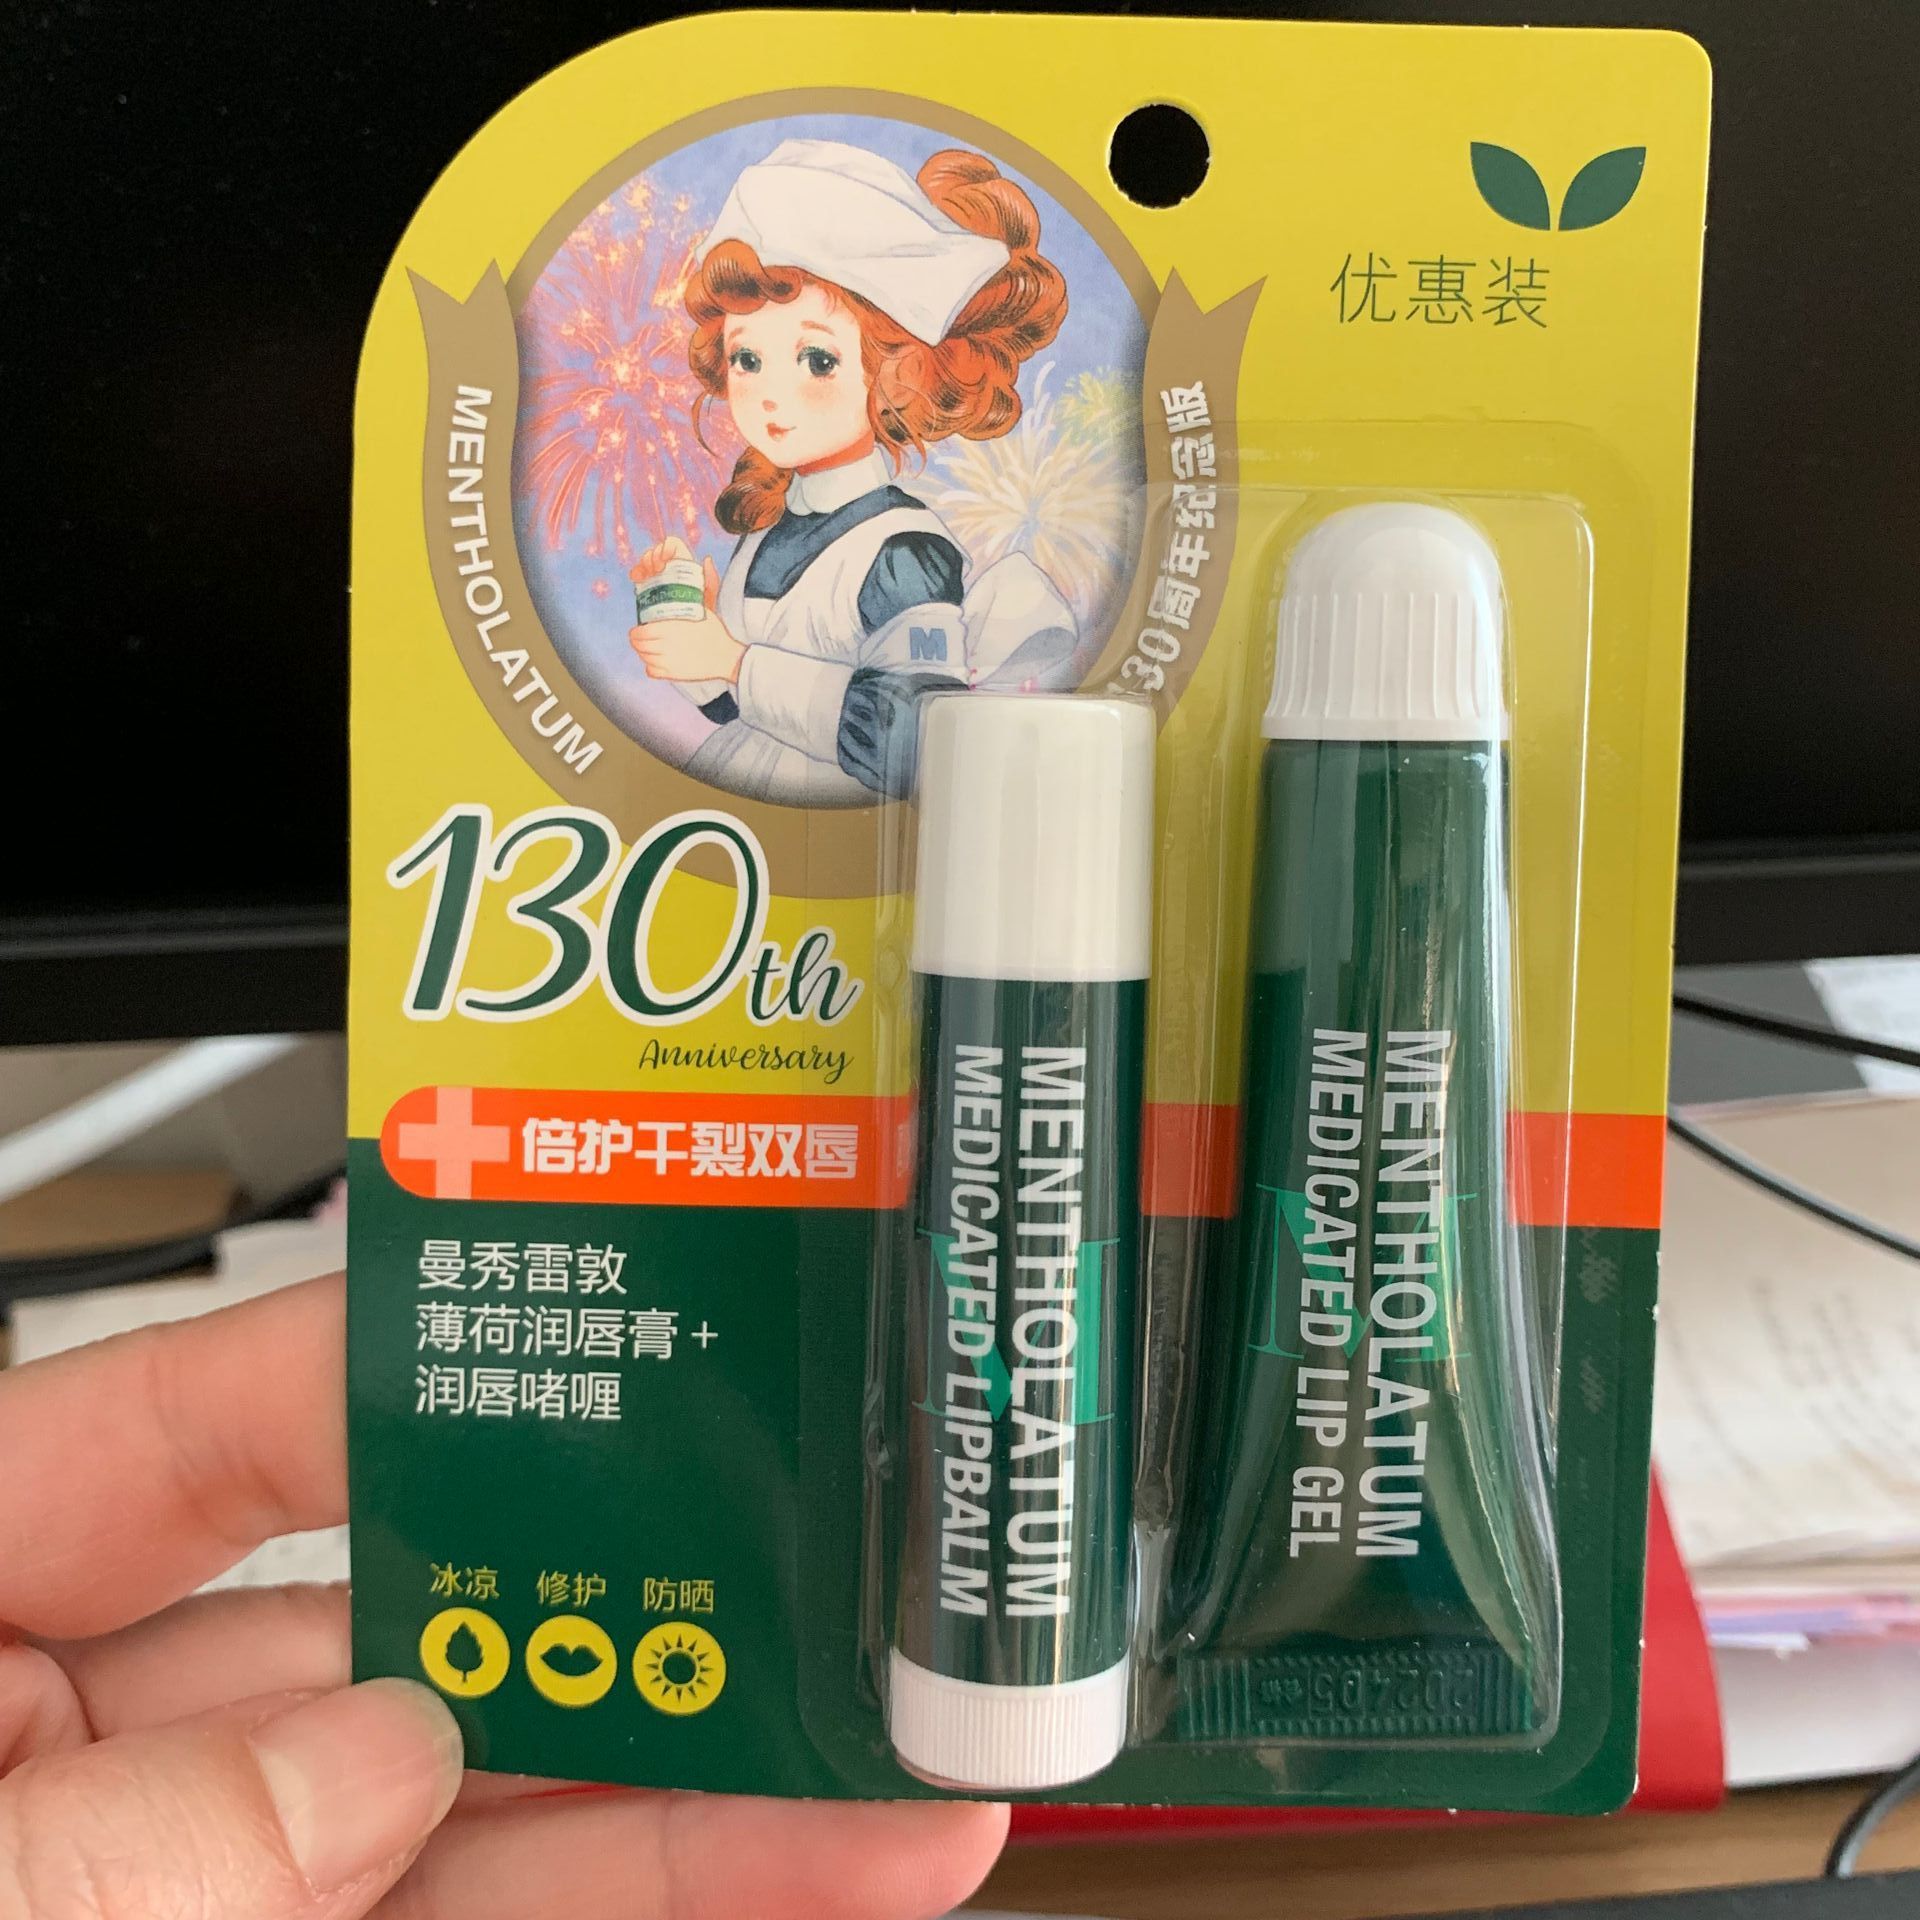 优惠装
MENTHOLATUM
130周年纪念版
MENTHOLATUM
M
130th
Anniversary
倍护干裂双唇
曼秀雷敦
薄荷润唇膏+
润唇啫喱
冰凉 修护 防晒
MENTHOLATUM
MEDICATED LIPBALM
M
MENTHOLATUM
MEDICATED LIP GEL
M